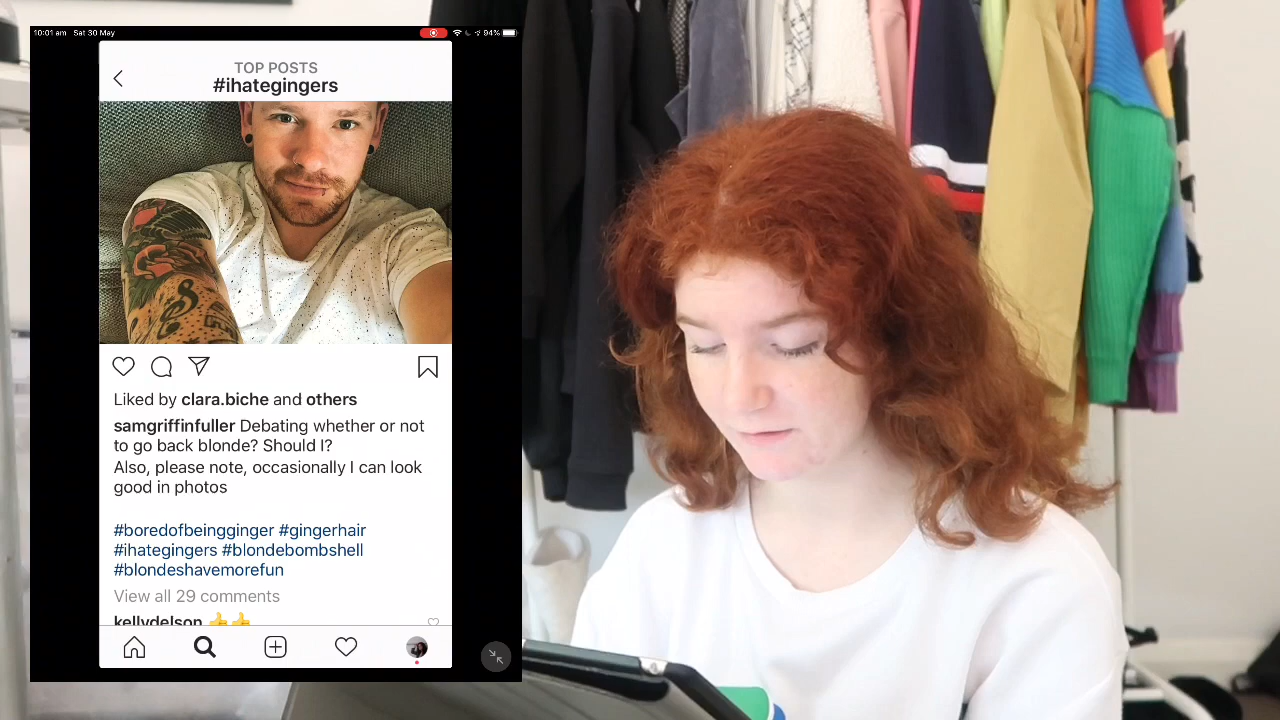 10:01 am Sat 30 May
94%
TOP POSTS
#ihategingers
Liked by clara.biche and others
samgriffinfuller Debating whether or not
to go back blonde? Should I?
Also, please note, occasionally I can look
good in photos
#boredofbeingginger #gingerhair
#ihategingers #blondebombshell
#blondeshavemorefun
View all 29 comments
kellydelson 👍👍